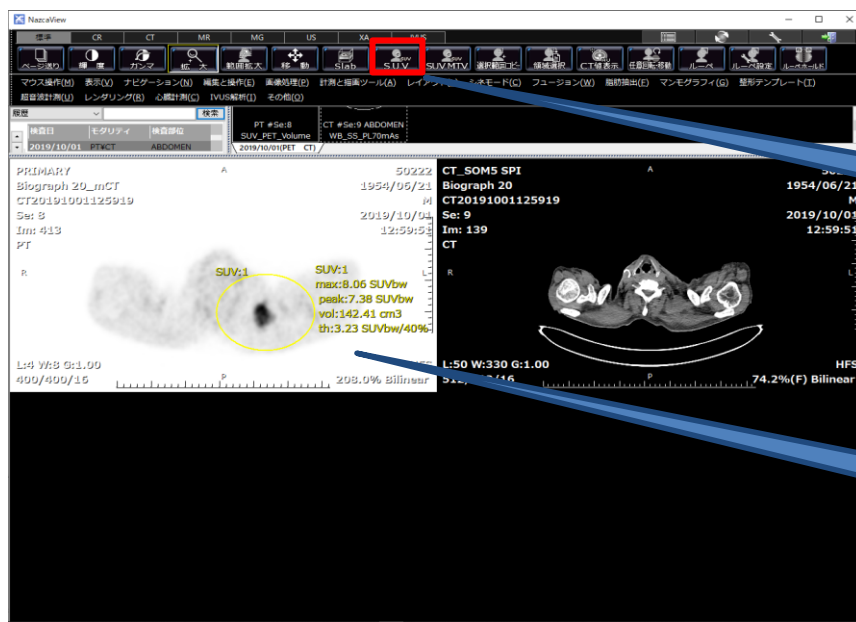 NazcaView
標準 CR CT MR MG US XA IVUS
ページ送り 輝度 ガンマ 拡大 範囲拡大 移動 Slab SUV SUV MTV 選択範囲コピー 領域選択 CT値表示 任意回転移動 ルーペ ルーペ設定 ルーペホールド
マウス操作(M) 表示(V) ナビゲーション(N) 編集と操作(E) 画像処理(P) 計測と描画ツール(A) シネモード(C) フュージョン(W) 脂肪抽出(F) マンモグラフィ(G) 整形テンプレート(T)
超音波計測(U) レンダリング(R) 心臓計測(C) IVUS解析(I) その他(O)
履歴 検索
検査日 モダリティ 検査部位
2019/10/01 PT¥CT ABDOMEN
PT #Se:8
SUV_PET_Volume
CT #Se:9 ABDOMEN
WB_SS_PL70mAs
2019/10/01(PET CT)
PRIMARY A 50222
Biograph 20_mCT 1954/06/21
CT20191001125919 M
Se: 8 2019/10/01
Im: 413 12:59:51
PT
R
SUV:1
SUV:1
max:8.06 SUVbw
peak:7.38 SUVbw
vol:142.41 cm3
th:3.23 SUVbw/40%
L
L:4 W:8 G:1.00
400/400/16 P 208.0% Bilinear
CT_SOM5 SPI A
Biograph 20 1954/06/21
CT20191001125919 M
Se: 9 2019/10/01
Im: 139 12:59:51
CT
R L
L:50 W:330 G:1.00 HFS
P 74.2%(F) Bilinear